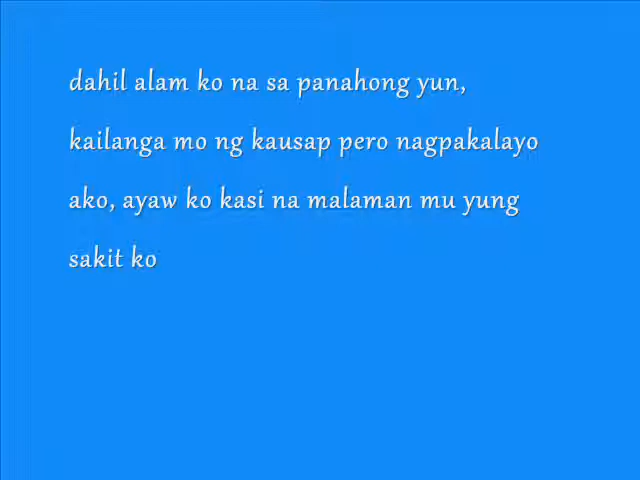 dahil alam ko na sa panahong yun,
kailanga mo ng kausap pero nagpakalayo
ako, ayaw ko kasi na malaman mu yung
sakit ko